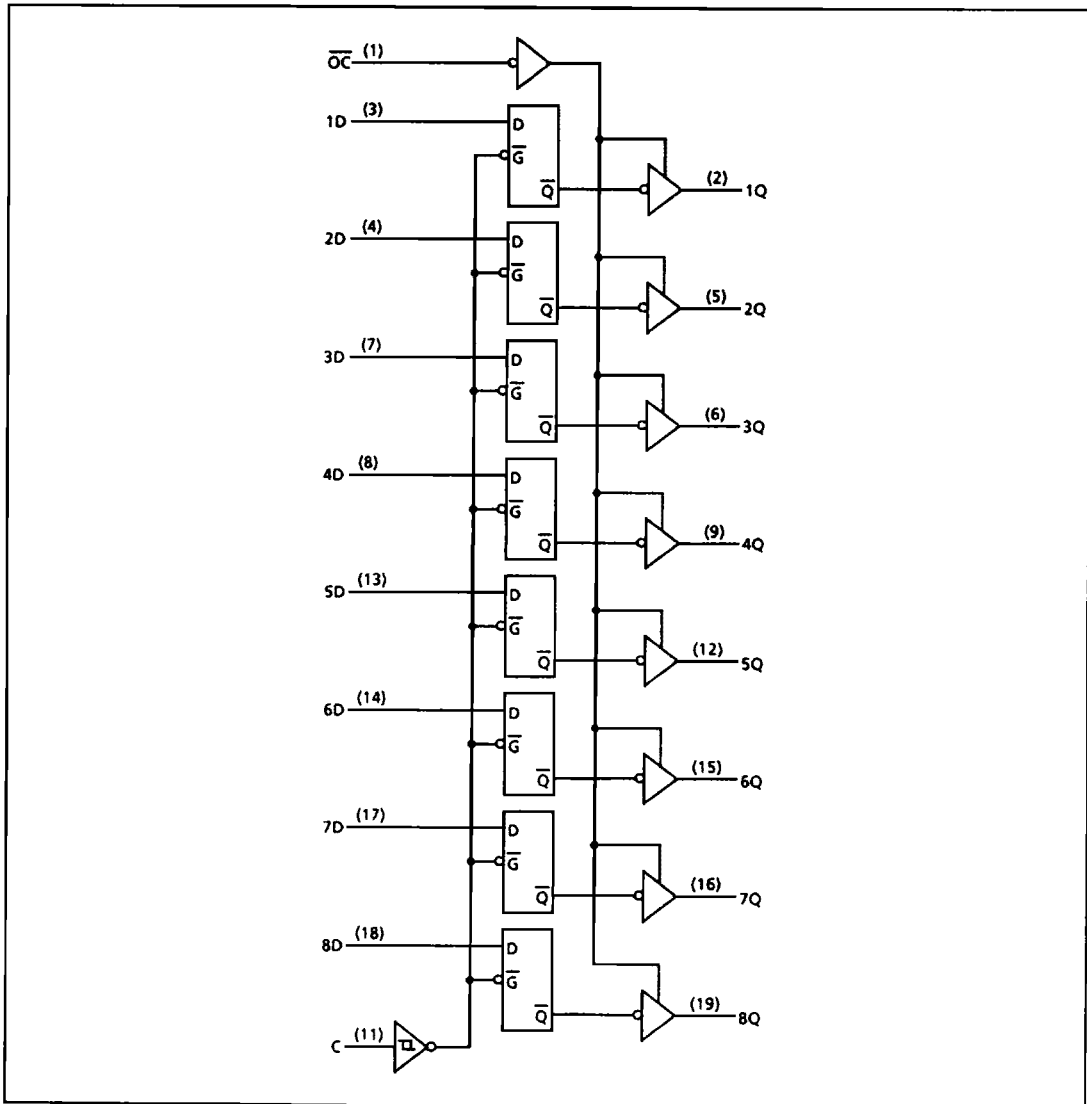 O̅C̅ (1)
1D (3) D
G̅
Q̅ (2) 1Q
2D (4) D
G̅
Q̅ (5) 2Q
3D (7) D
G̅
Q̅ (6) 3Q
4D (8) D
G̅
Q̅ (9) 4Q
5D (13) D
G̅
Q̅ (12) 5Q
6D (14) D
G̅
Q̅ (15) 6Q
7D (17) D
G̅
Q̅ (16) 7Q
8D (18) D
G̅
Q̅ (19) 8Q
C (11)